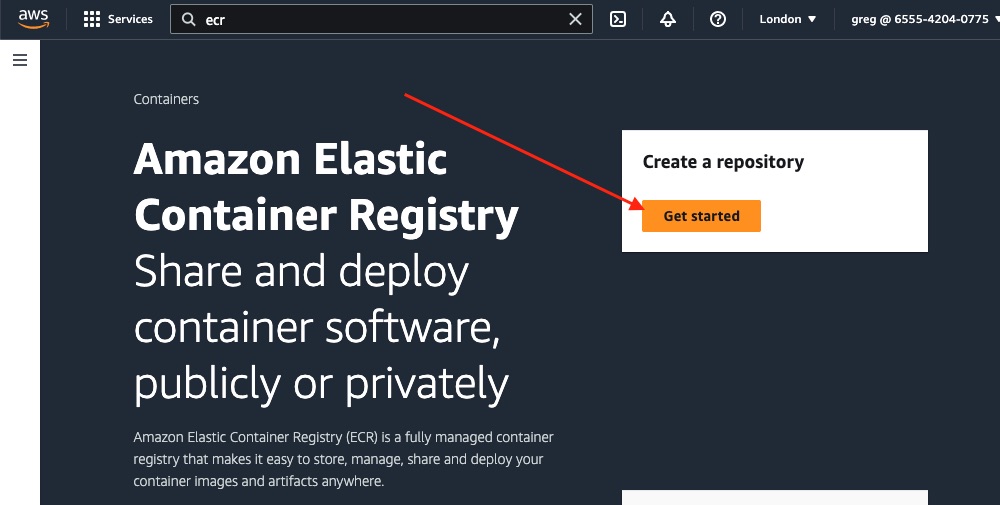 aws
Services
ecr
London
greg @ 6555-4204-0775
Containers
Amazon Elastic
Container Registry
Share and deploy
container software,
publicly or privately
Amazon Elastic Container Registry (ECR) is a fully managed container
registry that makes it easy to store, manage, share and deploy your
container images and artifacts anywhere.
Create a repository
Get started